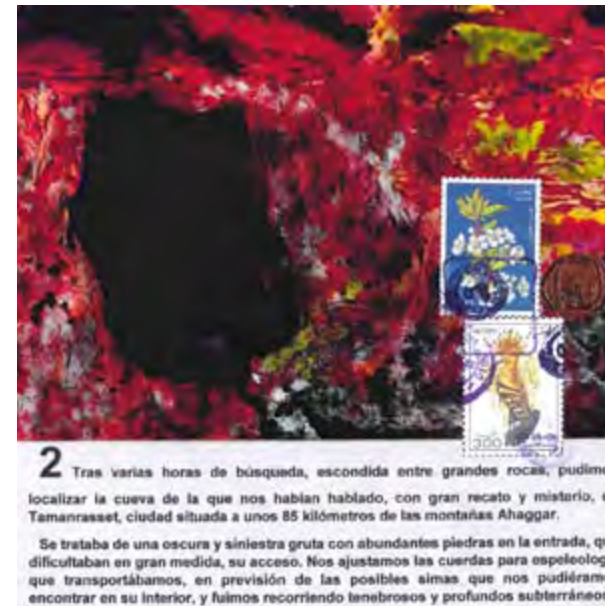 300
2 Tras varias horas de búsqueda, escondida entre grandes rocas, pudime
localizar la cueva de la que nos habían hablado, con gran recato y misterio,
Tamanrasset, ciudad situada a unos 85 kilómetros de las montañas Ahaggar.
Se trataba de una oscura y siniestra gruta con abundantes piedras en la entrada, qu
dificultaban en gran medida, su acceso. Nos ajustamos las cuerdas para espeleolog
que transportábamos, en previsión de las posibles simas que nos pudiéram
encontrar en su interior, y fuimos recorriendo tenebrosos y profundos subterráneo